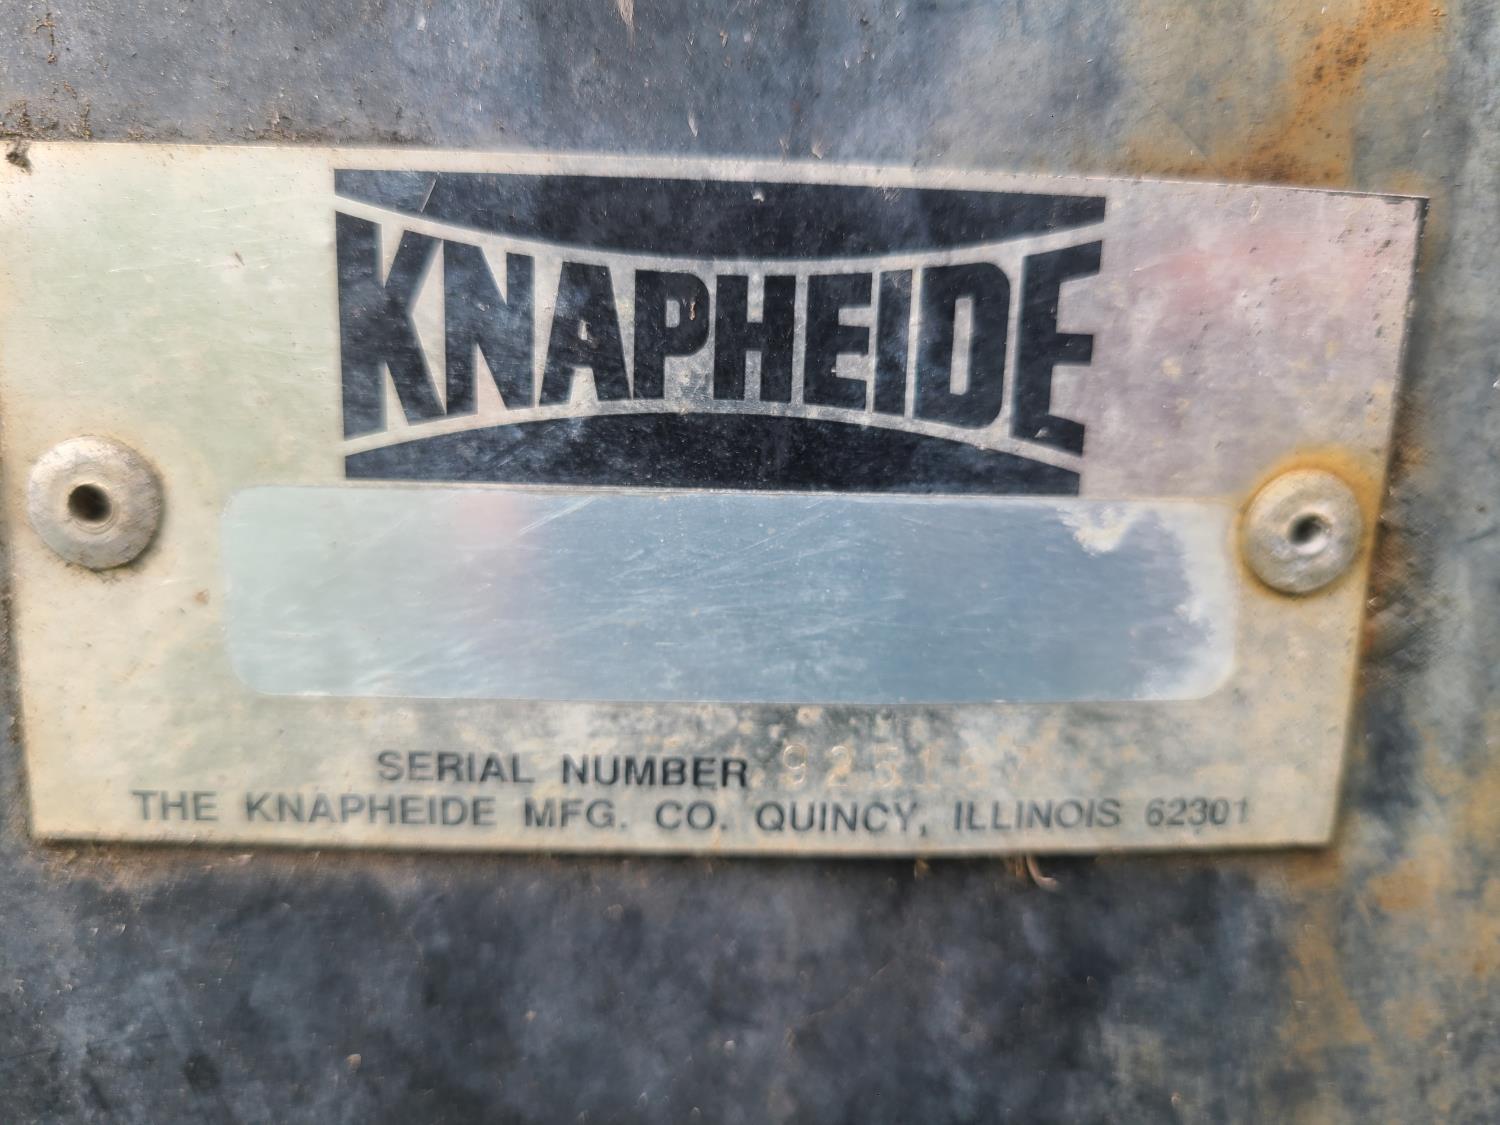 KNAPHEIDE
SERIAL NUMBER
THE KNAPHEIDE MFG. CO. QUINCY, ILLINOIS 62301